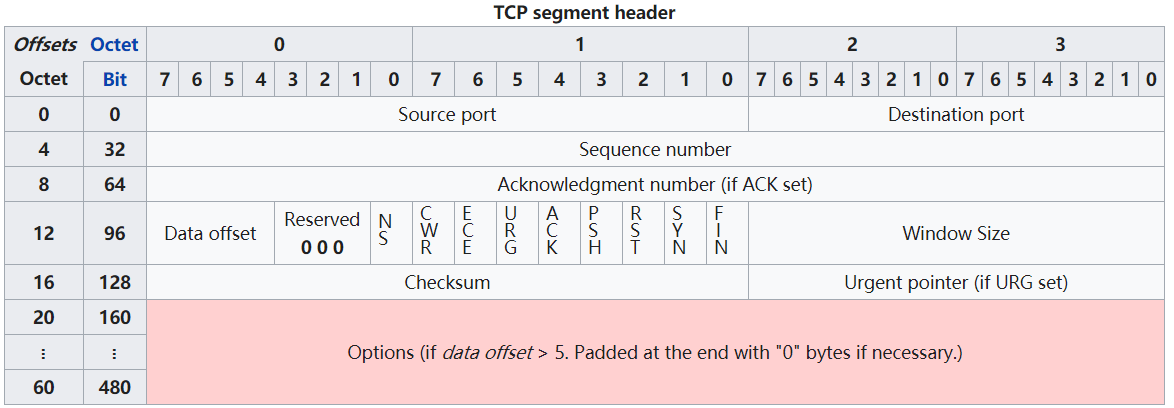 TCP segment header
Offsets Octet 0 1 2 3
Octet Bit 7 6 5 4 3 2 1 0 7 6 5 4 3 2 1 0 7 6 5 4 3 2 1 0 7 6 5 4 3 2 1 0
0 0 Source port Destination port
4 32 Sequence number
8 64 Acknowledgment number (if ACK set)
12 96 Data offset Reserved 0 0 0 NS CWR ECE URG ACK PSH RST SYN FIN Window Size
16 128 Checksum Urgent pointer (if URG set)
20 160
⋮ ⋮ Options (if data offset > 5. Padded at the end with "0" bytes if necessary.)
60 480